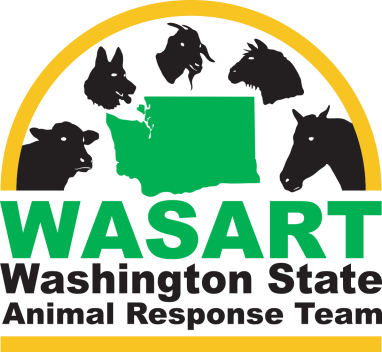 WASART
Washington State
Animal Response Team